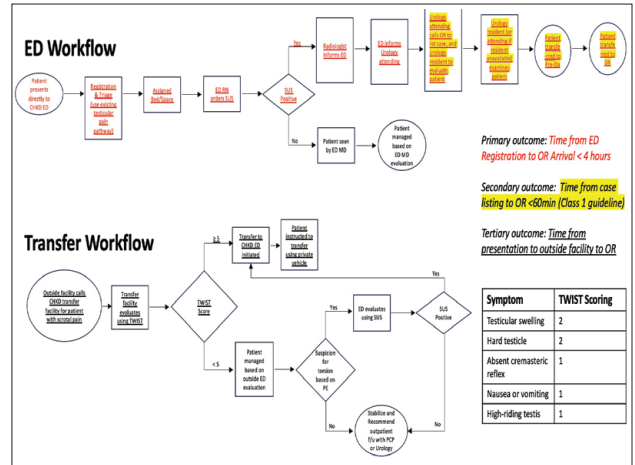 ED Workflow
Patient
presents
directly to
CHKD ED
Registration
& Triage
(use existing
testicular
pain
pathway)
Assigned
Bed/Space
ED RN
orders SUS
SUS
Positive
Yes
Radiologist
informs ED
ED informs
Urology
attending
Urology
attending
calls OR to
list case, and
Urology
resident to
evaluate
patient
Urology
resident (or
attending if
resident
unavailable)
examines
patient
Patient
transfe
to Pre-Op
Patient
transfe
rred to
OR
No
Patient seen
by ED MD
Patient
managed
based on
ED MD
evaluation
Primary outcome: Time from ED
Registration to OR Arrival < 4 hours
Secondary outcome: Time from case
listing to OR <60min (Class 1 guideline)
Tertiary outcome: Time from
presentation to outside facility to OR
Transfer Workflow
Outside facility calls
CHKD transfer
facility for patient
with scrotal pain
Transfer
facility
evaluates
using TWIST
TWIST
Score
≥ 5
Transfer to
CHKD ED
initiated
Patient
instructed to
transfer
using private
vehicle
< 5
Patient
managed
based on
outside ED
evaluation
Suspicion
for
torsion
based on
PE
Yes
ED evaluates
using SUS
SUS
Positive
Yes
No
No
Stabilize and
Recommend
outpatient
f/u with PCP
or Urology
Symptom TWIST Scoring
Testicular swelling 2
Hard testicle 2
Absent cremasteric
reflex 1
Nausea or vomiting 1
High-riding testis 1